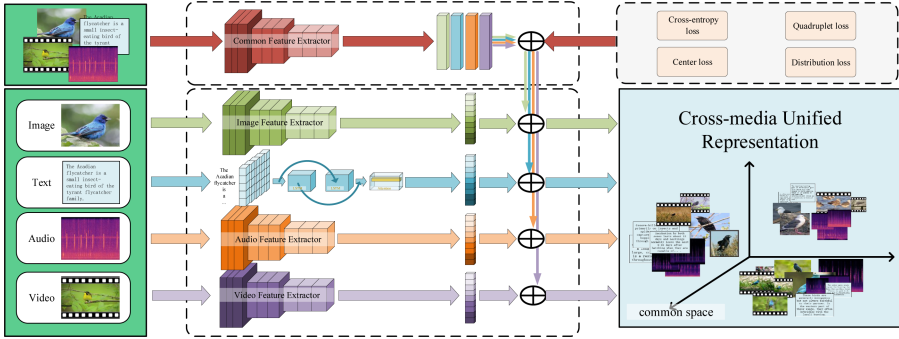 The Acadian
flycatcher is a
small insect-
eating bird of
the tyrant
Common Feature Extractor
Cross-entropy
loss
Quadruplet loss
Center loss
Distribution loss
Image
Image Feature Extractor
Cross-media Unified
Representation
Text
The Acadian
flycatcher is a
small insect-
eating bird of the
tyrant flycatcher
family.
The
Acadian
flycatcher
is
a
Audio
Audio Feature Extractor
Video
Video Feature Extractor
common space